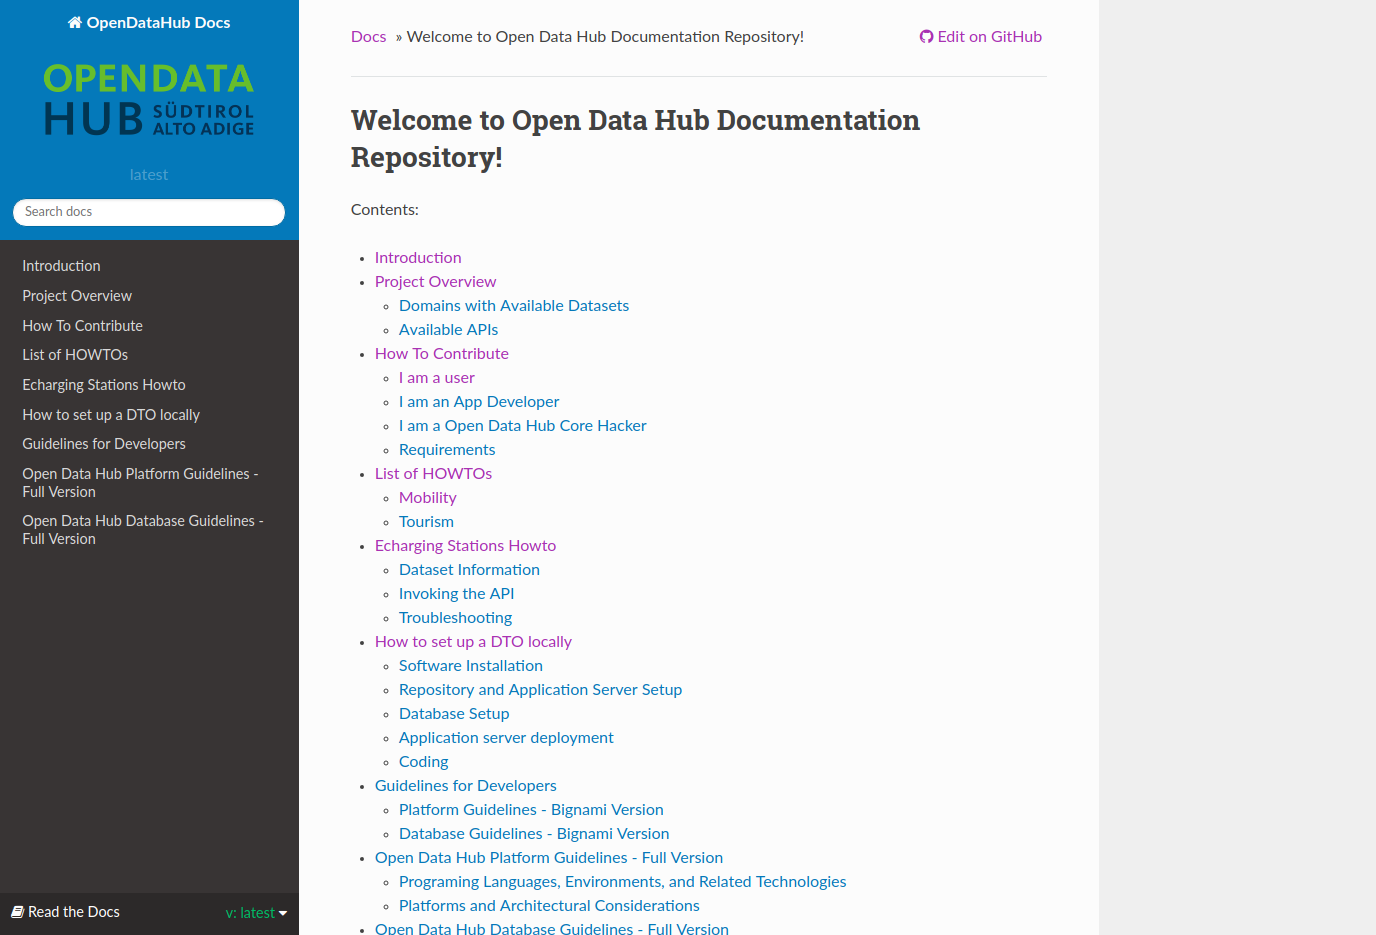 OpenDataHub Docs
OPENDATA
HUB SÜDTIROL
ALTO ADIGE
latest
Search docs
Introduction
Project Overview
How To Contribute
List of HOWTOs
Echarging Stations Howto
How to set up a DTO locally
Guidelines for Developers
Open Data Hub Platform Guidelines -
Full Version
Open Data Hub Database Guidelines -
Full Version
Read the Docs v: latest
Docs » Welcome to Open Data Hub Documentation Repository! Edit on GitHub
Welcome to Open Data Hub Documentation
Repository!
Contents:
Introduction
Project Overview
Domains with Available Datasets
Available APIs
How To Contribute
I am a user
I am an App Developer
I am a Open Data Hub Core Hacker
Requirements
List of HOWTOs
Mobility
Tourism
Echarging Stations Howto
Dataset Information
Invoking the API
Troubleshooting
How to set up a DTO locally
Software Installation
Repository and Application Server Setup
Database Setup
Application server deployment
Coding
Guidelines for Developers
Platform Guidelines - Bignami Version
Database Guidelines - Bignami Version
Open Data Hub Platform Guidelines - Full Version
Programing Languages, Environments, and Related Technologies
Platforms and Architectural Considerations
Open Data Hub Database Guidelines - Full Version